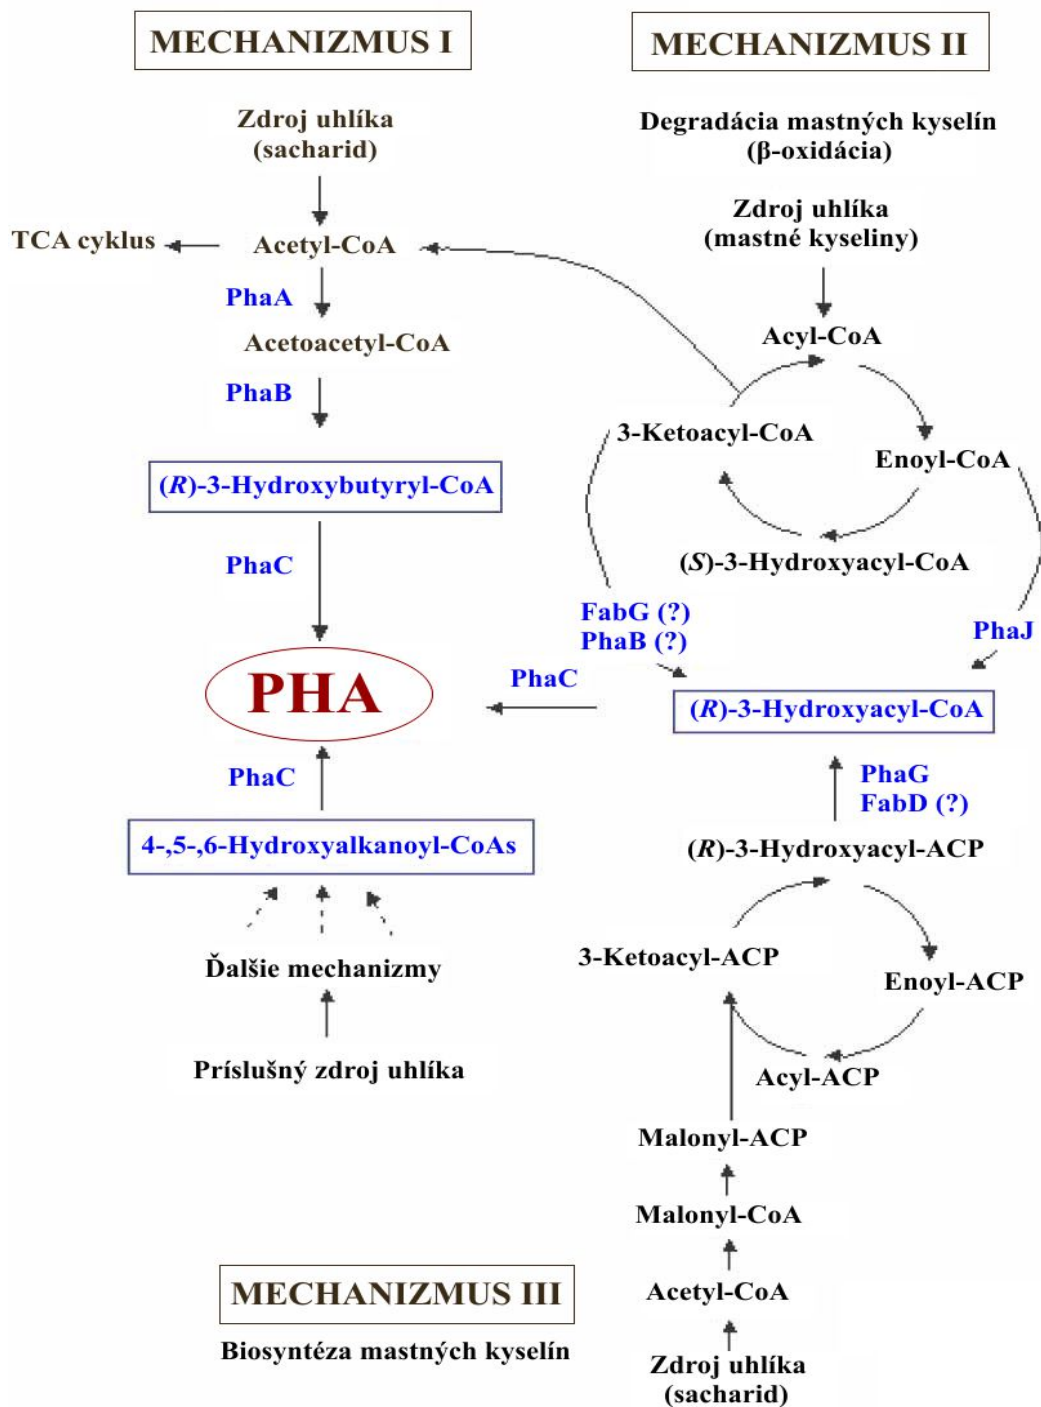 MECHANIZMUS I
Zdroj uhlíka
(sacharid)
TCA cyklus
Acetyl-CoA
PhaA
Acetoacetyl-CoA
PhaB
(R)-3-Hydroxybutyryl-CoA
PhaC
PHA
PhaC
4-,5-,6-Hydroxyalkanoyl-CoAs
Ďalšie mechanizmy
Príslušný zdroj uhlíka
MECHANIZMUS II
Degradácia mastných kyselín
(β-oxidácia)
Zdroj uhlíka
(mastné kyseliny)
Acyl-CoA
3-Ketoacyl-CoA
Enoyl-CoA
(S)-3-Hydroxyacyl-CoA
FabG (?)
PhaB (?)
PhaJ
PhaC
(R)-3-Hydroxyacyl-CoA
PhaG
FabD (?)
(R)-3-Hydroxyacyl-ACP
3-Ketoacyl-ACP
Enoyl-ACP
Acyl-ACP
Malonyl-ACP
Malonyl-CoA
Acetyl-CoA
Zdroj uhlíka
(sacharid)
MECHANIZMUS III
Biosyntéza mastných kyselín